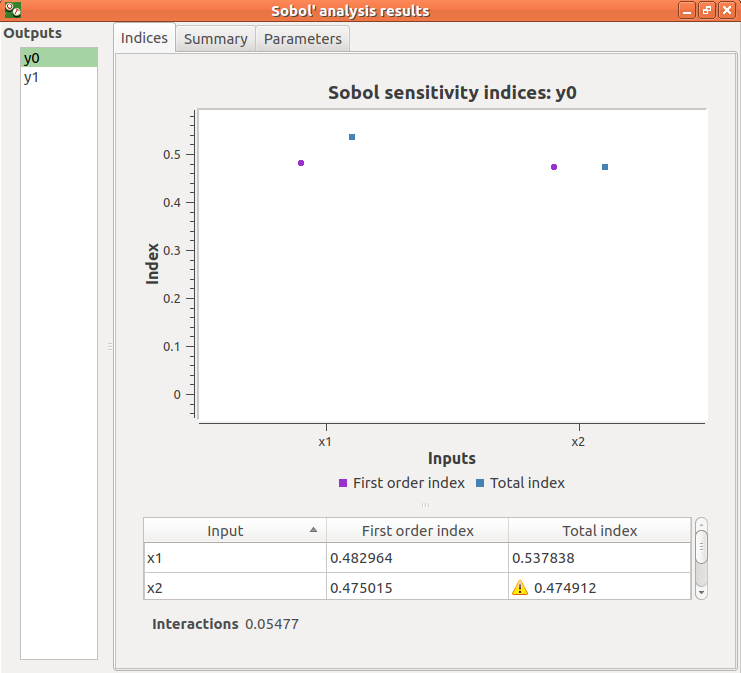 Sobol' analysis results
Outputs
y0
y1
Indices Summary Parameters
Sobol sensitivity indices: y0
Index
0.5
0.4
0.3
0.2
0.1
0
x1 x2
Inputs
First order index Total index
Input First order index Total index
x1 0.482964 0.537838
x2 0.475015 0.474912
Interactions 0.05477